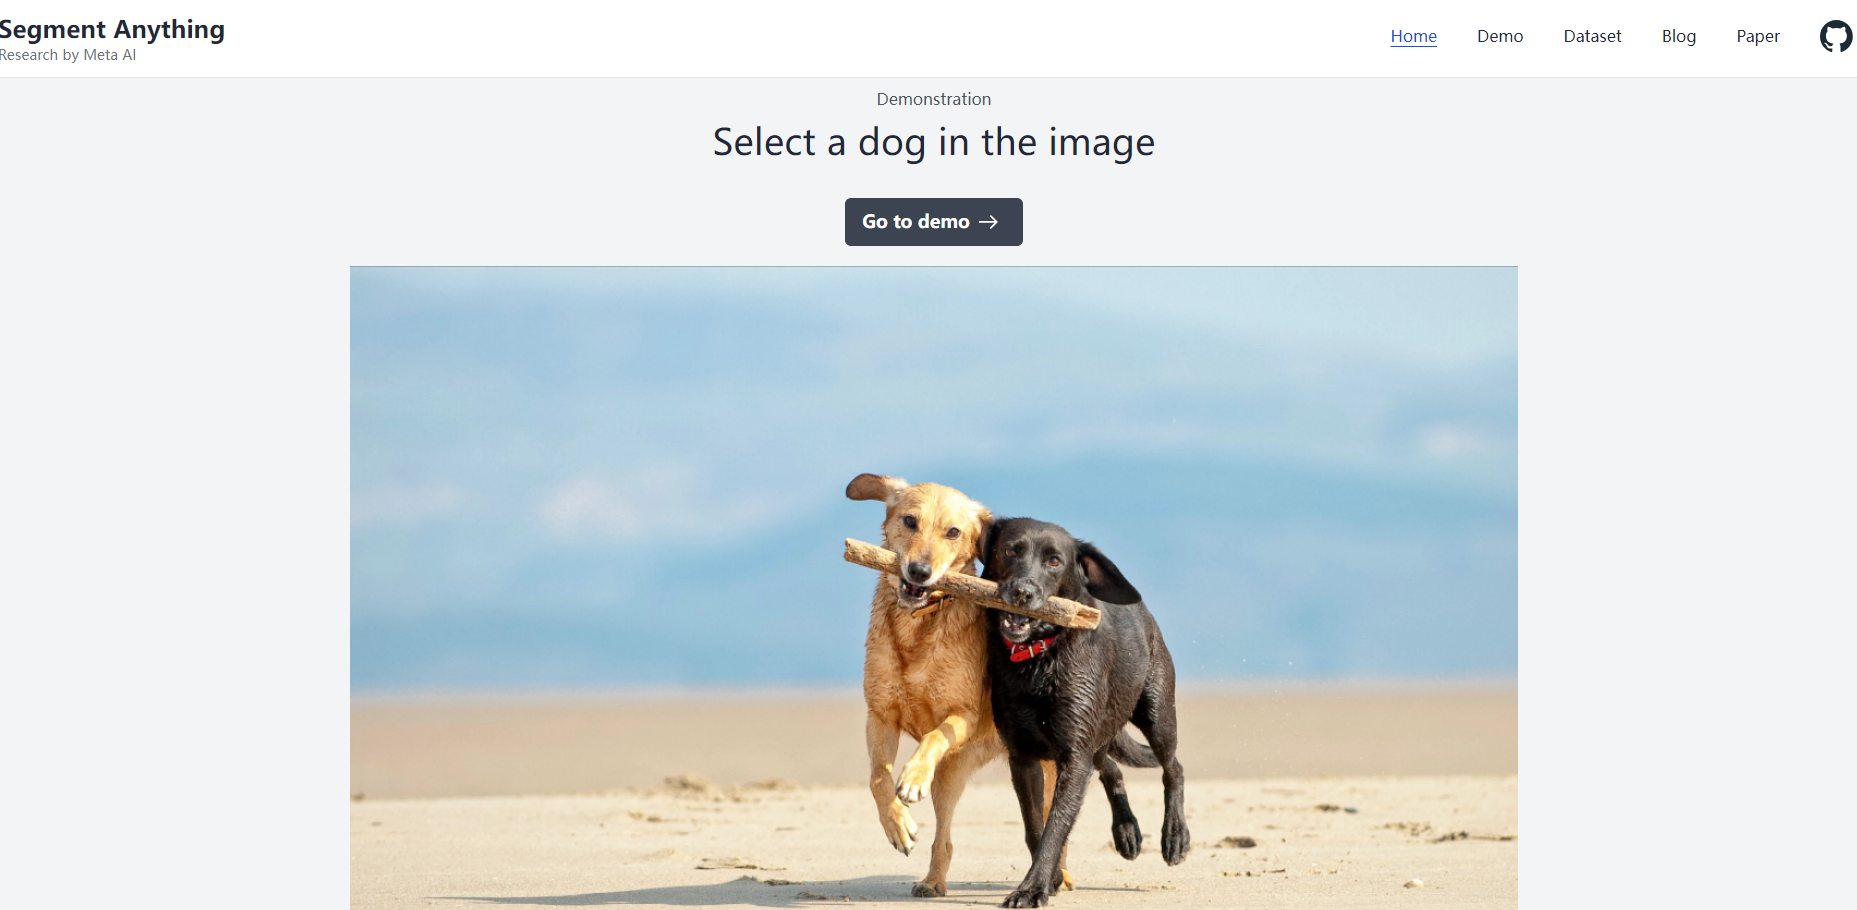 Segment Anything
Research by Meta AI
Home
Demo
Dataset
Blog
Paper
Demonstration
Select a dog in the image
Go to demo →